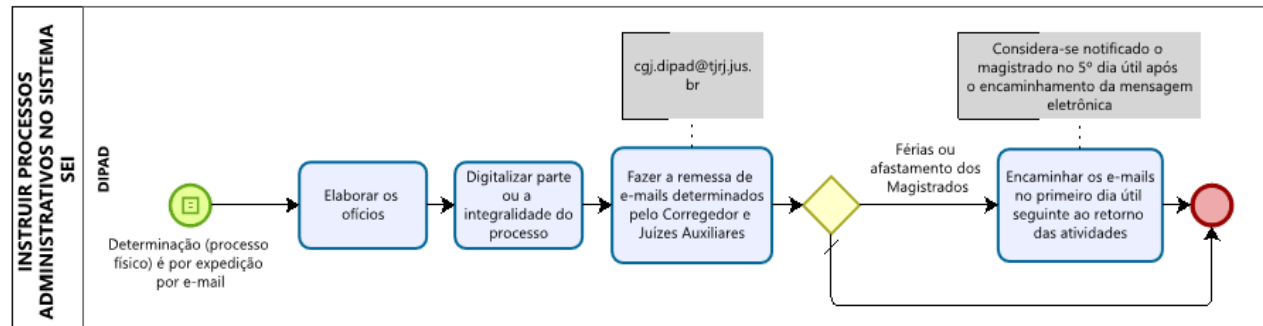 INSTRUIR PROCESSOS
ADMINISTRATIVOS NO SISTEMA
SEI
DIPAD
Determinação (processo
físico) é por expedição
por e-mail
Elaborar os
ofícios
Digitalizar parte
ou a
integralidade do
processo
cgj.dipad@tjrj.jus.
br
Fazer a remessa de
e-mails determinados
pelo Corregedor e
Juízes Auxiliares
Férias ou
afastamento dos
Magistrados
Considera-se notificado o
magistrado no 5º dia útil após
o encaminhamento da mensagem
eletrônica
Encaminhar os e-mails
no primeiro dia útil
seguinte ao retorno
das atividades